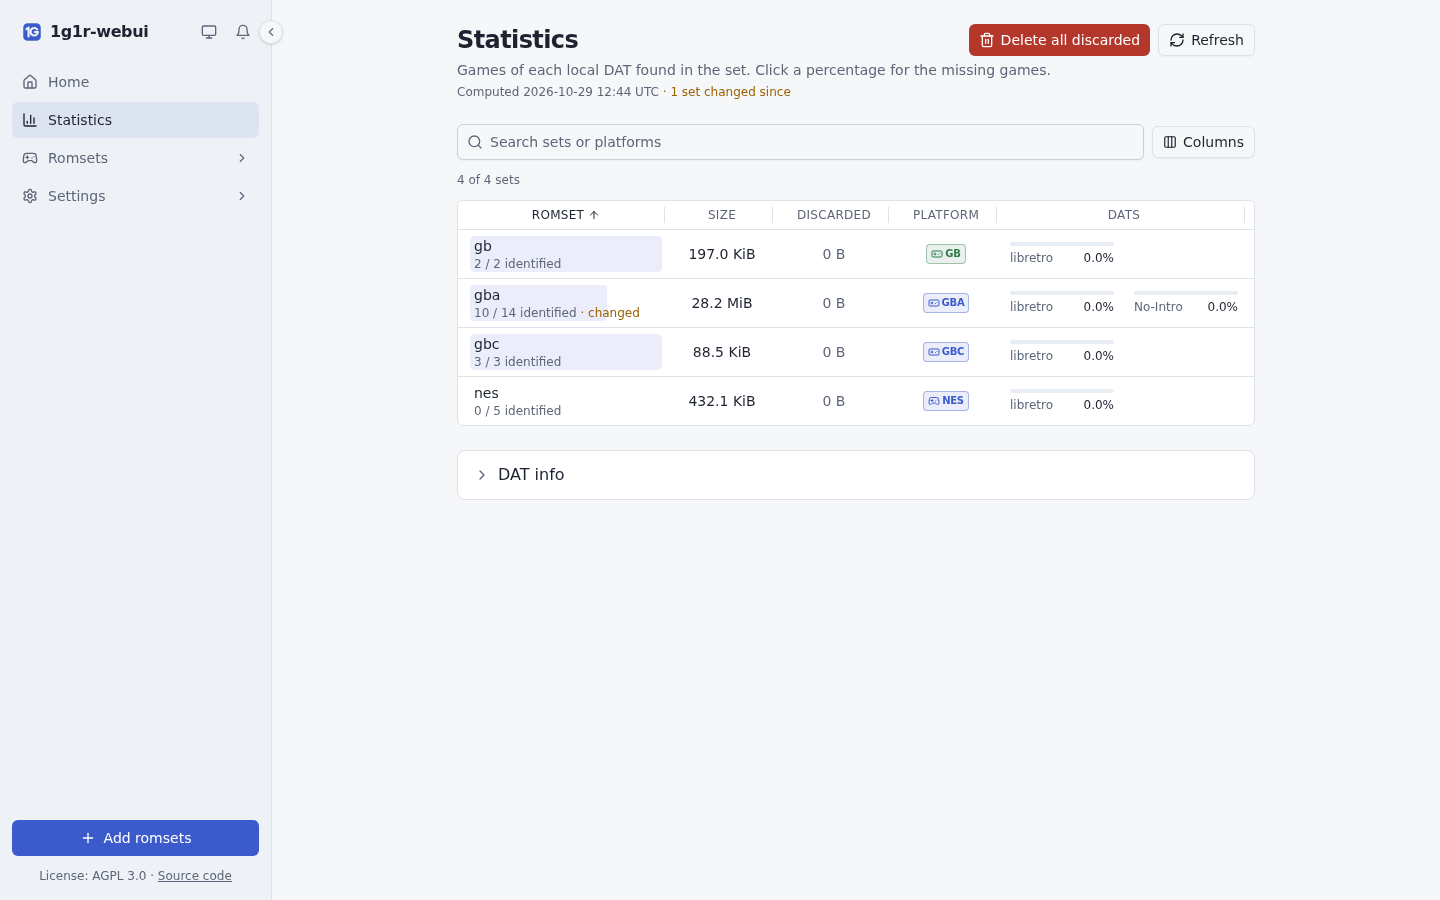 1G 1g1r-webui
Home
Statistics
Romsets
Settings
Add romsets
License: AGPL 3.0 · Source code
Statistics
Delete all discarded
Refresh
Games of each local DAT found in the set. Click a percentage for the missing games.
Computed 2026-10-29 12:44 UTC · 1 set changed since
Search sets or platforms
Columns
4 of 4 sets
ROMSET SIZE DISCARDED PLATFORM DATS
gb
2 / 2 identified
197.0 KiB
0 B
GB
libretro 0.0%
gba
10 / 14 identified · changed
28.2 MiB
0 B
GBA
libretro 0.0%
No-Intro 0.0%
gbc
3 / 3 identified
88.5 KiB
0 B
GBC
libretro 0.0%
nes
0 / 5 identified
432.1 KiB
0 B
NES
libretro 0.0%
DAT info